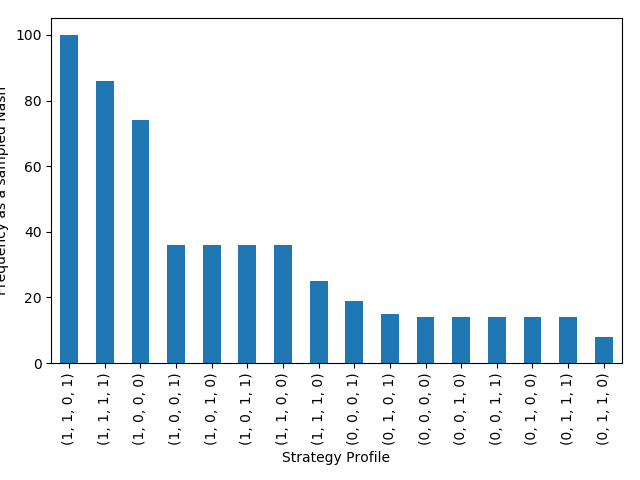 100
80
60
40
20
0
Frequency as a sampled Nash
(1, 1, 0, 1)
(1, 1, 1, 1)
(1, 0, 0, 0)
(1, 0, 0, 1)
(1, 0, 1, 0)
(1, 0, 1, 1)
(1, 1, 0, 0)
(1, 1, 1, 0)
(0, 0, 0, 1)
(0, 1, 0, 1)
(0, 0, 0, 0)
(0, 0, 1, 0)
(0, 0, 1, 1)
(0, 1, 0, 0)
(0, 1, 1, 1)
(0, 1, 1, 0)
Strategy Profile